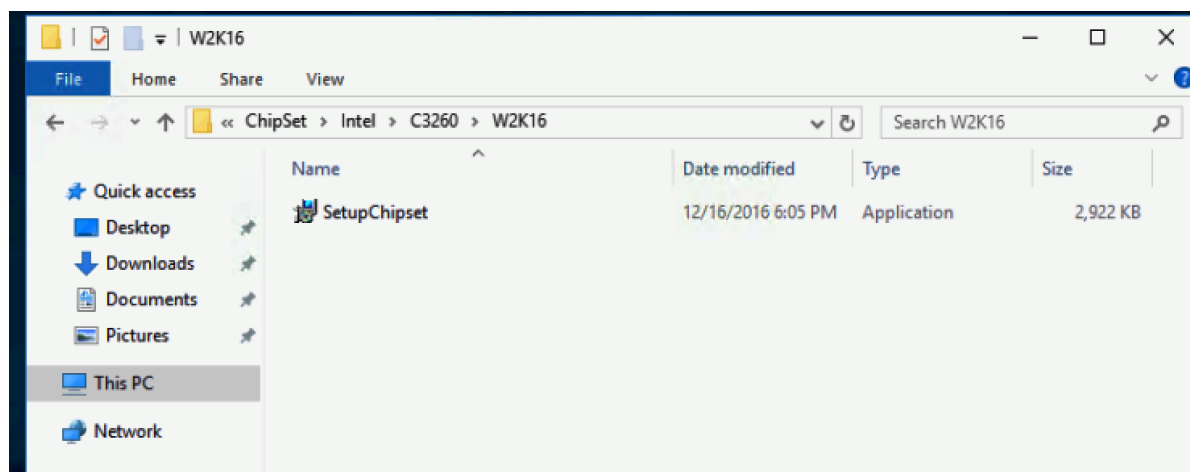 W2K16
File Home Share View
« ChipSet > Intel > C3260 > W2K16 Search W2K16
Name Date modified Type Size
Quick access
SetupChipset 12/16/2016 6:05 PM Application 2,922 KB
Desktop
Downloads
Documents
Pictures
This PC
Network